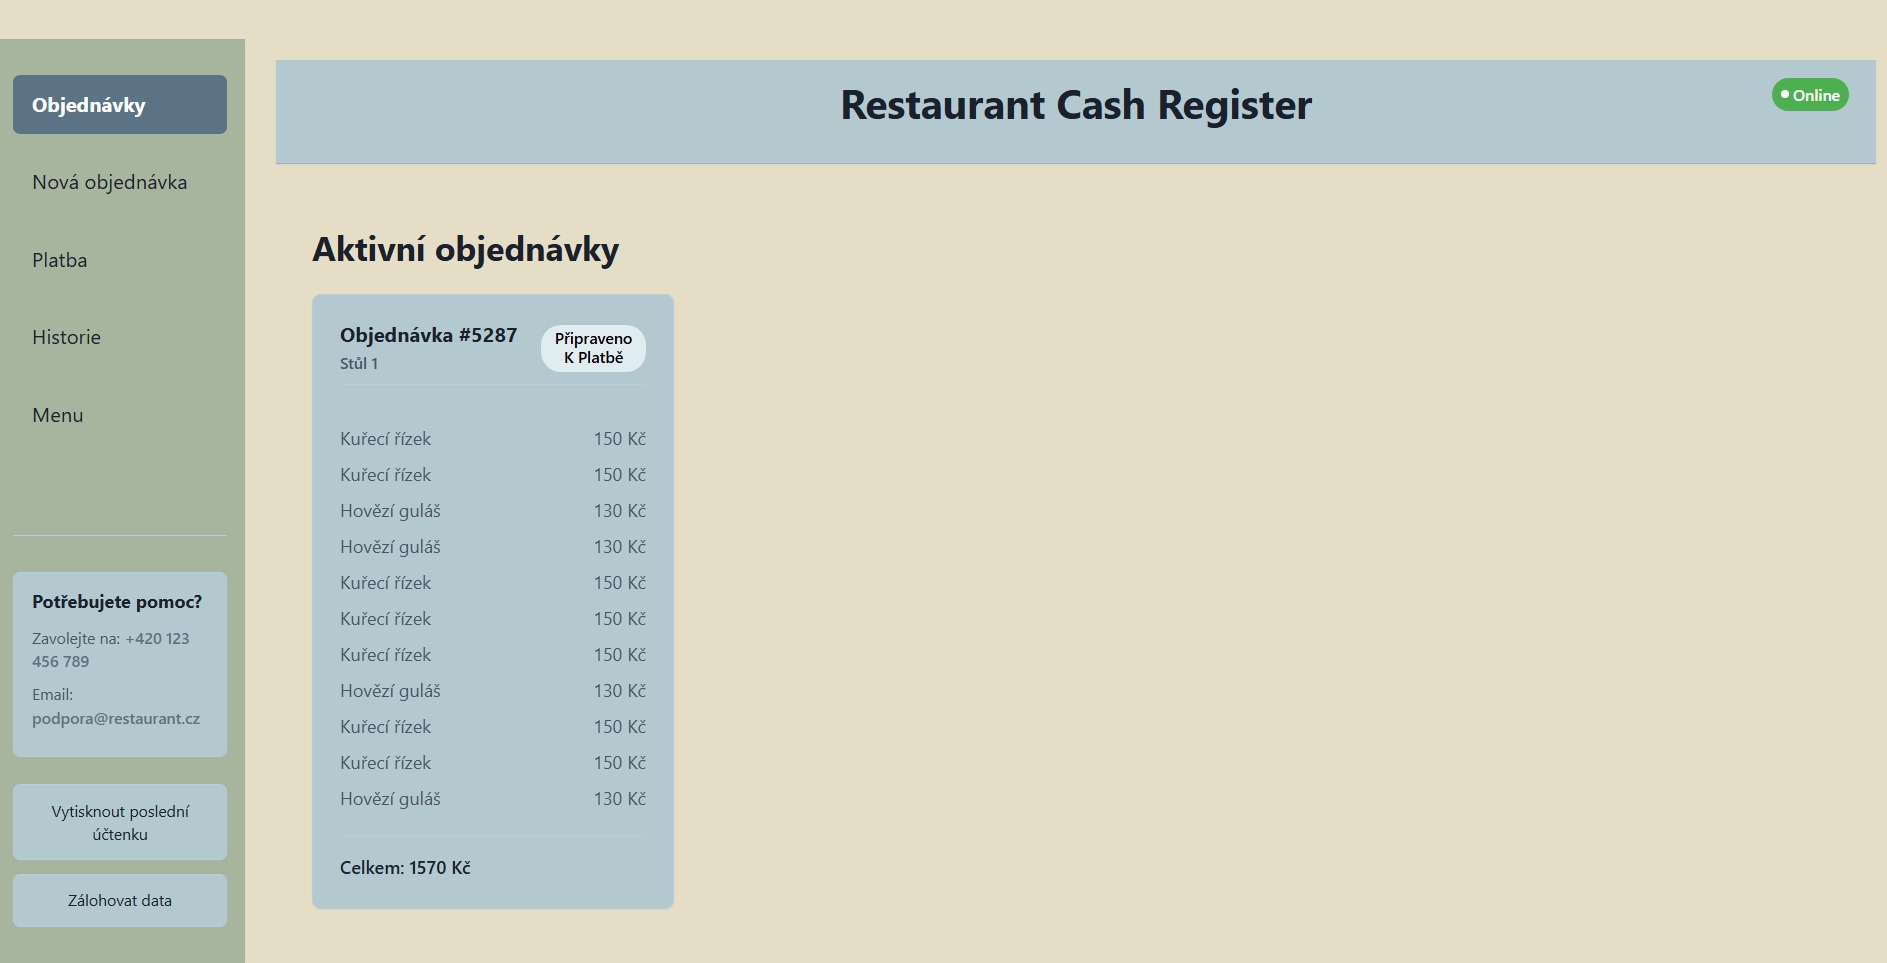 Objednávky
Nová objednávka
Platba
Historie
Menu
Potřebujete pomoc?
Zavolejte na: +420 123
456 789
Email:
podpora@restaurant.cz
Vytisknout poslední
účtenku
Zálohovat data
Restaurant Cash Register
Online
Aktivní objednávky
Objednávka #5287
Stůl 1
Připraveno
K Platbě
Kuřecí řízek 150 Kč
Kuřecí řízek 150 Kč
Hovězí guláš 130 Kč
Hovězí guláš 130 Kč
Kuřecí řízek 150 Kč
Kuřecí řízek 150 Kč
Kuřecí řízek 150 Kč
Hovězí guláš 130 Kč
Kuřecí řízek 150 Kč
Kuřecí řízek 150 Kč
Hovězí guláš 130 Kč
Celkem: 1570 Kč